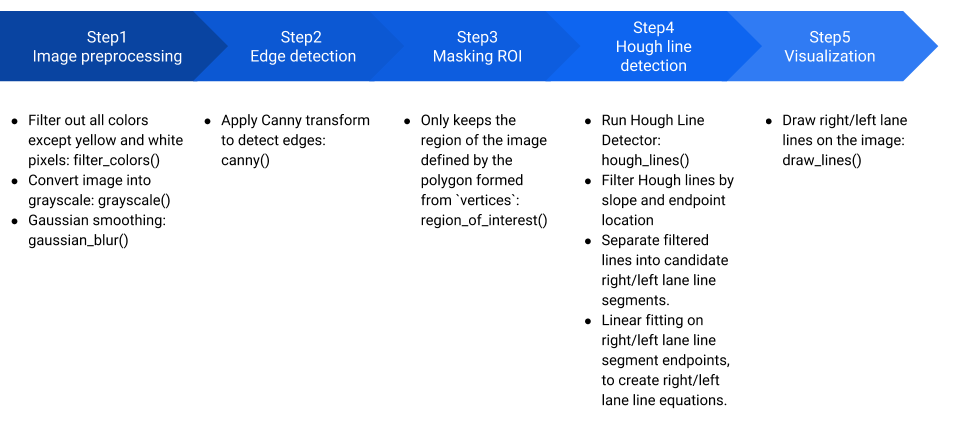 Step1
Image preprocessing
Step2
Edge detection
Step3
Masking ROI
Step4
Hough line
detection
Step5
Visualization
● Filter out all colors
except yellow and white
pixels: filter_colors()
● Convert image into
grayscale: grayscale()
● Gaussian smoothing:
gaussian_blur()
● Apply Canny transform
to detect edges:
canny()
● Only keeps the
region of the image
defined by the
polygon formed
from `vertices`:
region_of_interest()
● Run Hough Line
Detector:
hough_lines()
● Filter Hough lines by
slope and endpoint
location
● Separate filtered
lines into candidate
right/left lane line
segments.
● Linear fitting on
right/left lane line
segment endpoints,
to create right/left
lane line equations.
● Draw right/left lane
lines on the image:
draw_lines()